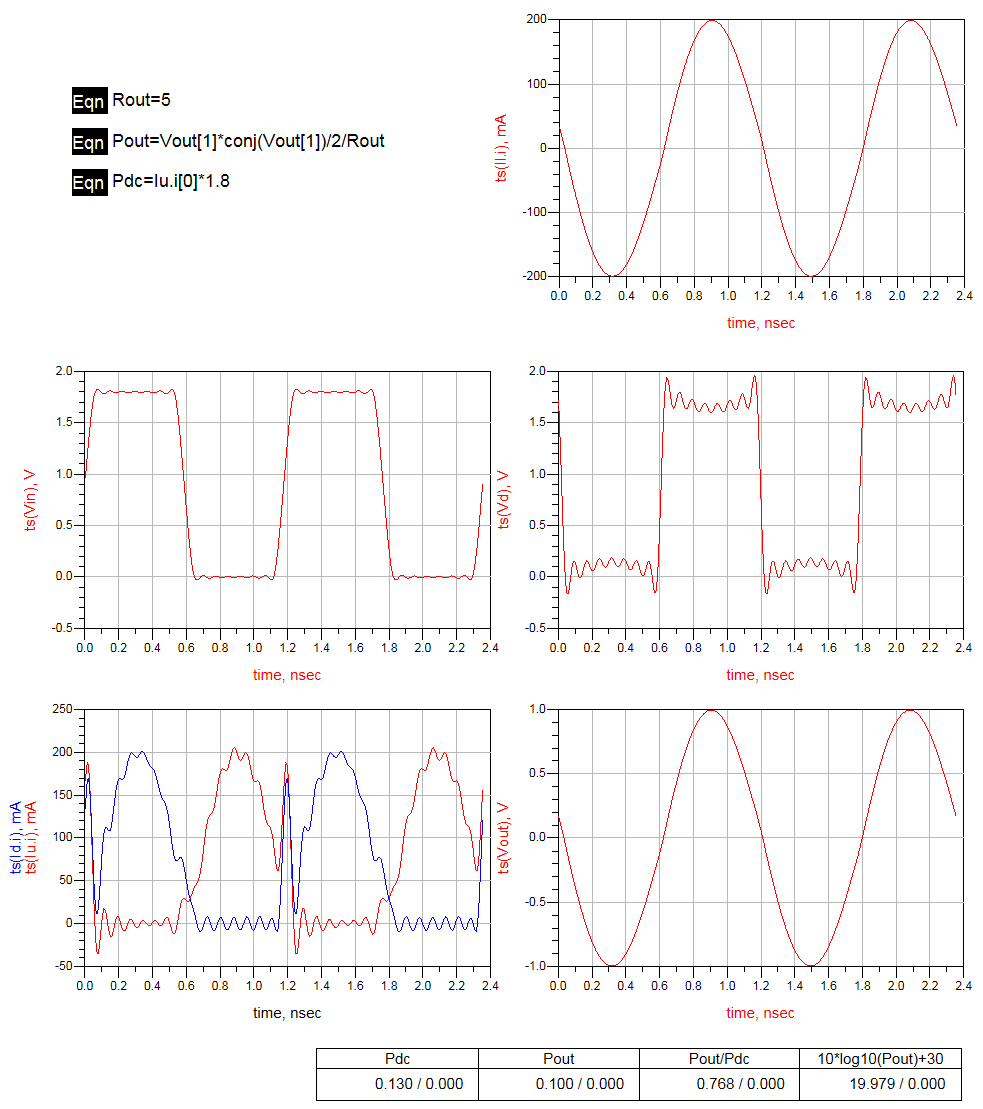 Eqn Rout=5
Eqn Pout=Vout[1]*conj(Vout[1])/2/Rout
Eqn Pdc=Iu.i[0]*1.8
200
100
0
-100
-200
ts(Il.i), mA
0.0 0.2 0.4 0.6 0.8 1.0 1.2 1.4 1.6 1.8 2.0 2.2 2.4
time, nsec
2.0
1.5
1.0
0.5
0.0
-0.5
ts(Vin), V
0.0 0.2 0.4 0.6 0.8 1.0 1.2 1.4 1.6 1.8 2.0 2.2 2.4
time, nsec
2.0
1.5
1.0
0.5
0.0
-0.5
ts(Vd), V
0.0 0.2 0.4 0.6 0.8 1.0 1.2 1.4 1.6 1.8 2.0 2.2 2.4
time, nsec
250
200
150
100
50
0
-50
ts(Id.i), mA
ts(Iu.i), mA
0.0 0.2 0.4 0.6 0.8 1.0 1.2 1.4 1.6 1.8 2.0 2.2 2.4
time, nsec
1.0
0.5
0.0
-0.5
-1.0
ts(Vout), V
0.0 0.2 0.4 0.6 0.8 1.0 1.2 1.4 1.6 1.8 2.0 2.2 2.4
time, nsec
Pdc Pout Pout/Pdc 10*log10(Pout)+30
0.130 / 0.000 0.100 / 0.000 0.768 / 0.000 19.979 / 0.000